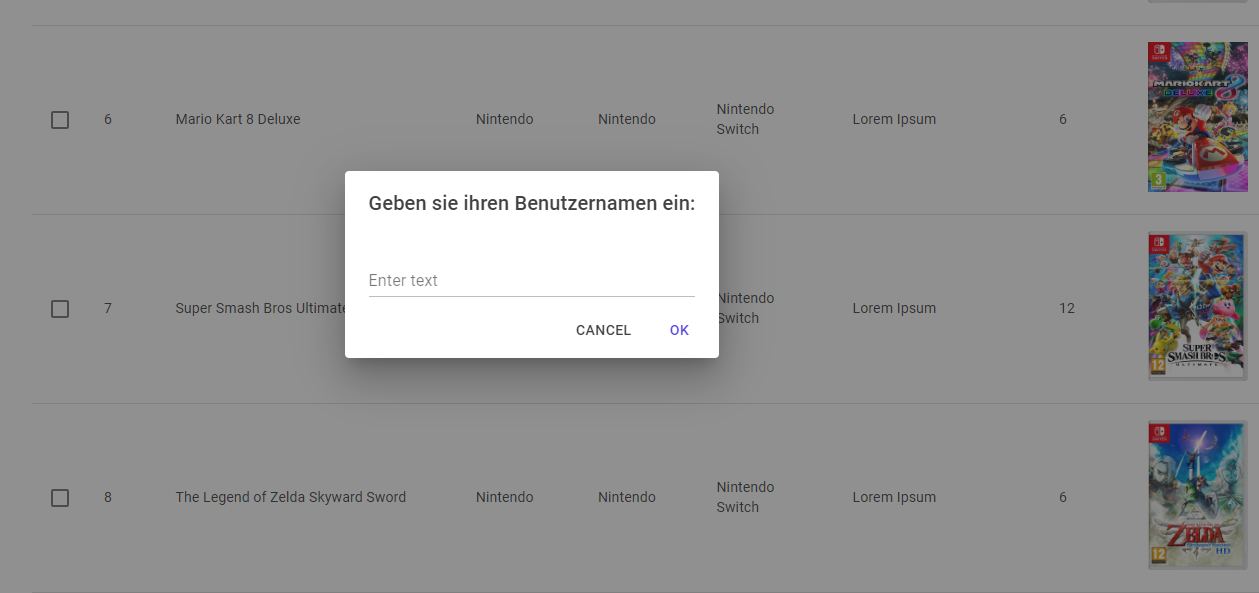 6 Mario Kart 8 Deluxe Nintendo Nintendo Nintendo Switch Lorem Ipsum 6
MARIOKART 8
DELUXE
3
Geben sie ihren Benutzernamen ein:
Enter text
CANCEL OK
7 Super Smash Bros Ultimate Nintendo Switch Lorem Ipsum 12
SUPER
SMASH BROS
ULTIMATE
12
8 The Legend of Zelda Skyward Sword Nintendo Nintendo Nintendo Switch Lorem Ipsum 6
ZELDA
HD
12